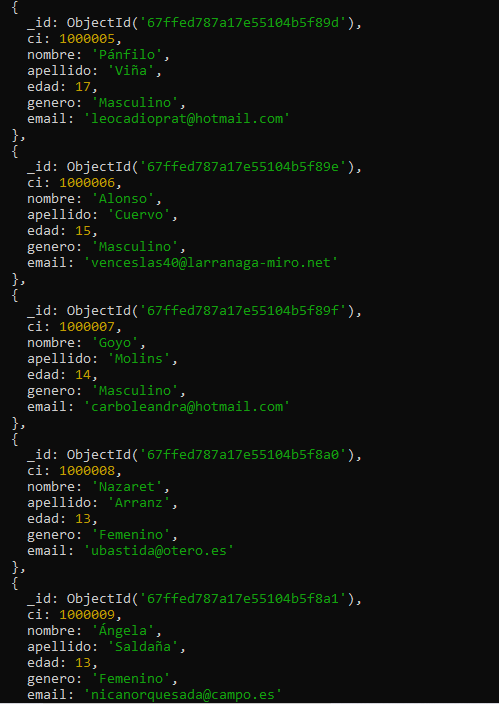 {
_id: ObjectId('67ffed787a17e55104b5f89d'),
ci: 1000005,
nombre: 'Pánfilo',
apellido: 'Viña',
edad: 17,
genero: 'Masculino',
email: 'leocadioprat@hotmail.com'
},
{
_id: ObjectId('67ffed787a17e55104b5f89e'),
ci: 1000006,
nombre: 'Alonso',
apellido: 'Cuervo',
edad: 15,
genero: 'Masculino',
email: 'venceslas40@larranaga-miro.net'
},
{
_id: ObjectId('67ffed787a17e55104b5f89f'),
ci: 1000007,
nombre: 'Goyo',
apellido: 'Molins',
edad: 14,
genero: 'Masculino',
email: 'carboleandra@hotmail.com'
},
{
_id: ObjectId('67ffed787a17e55104b5f8a0'),
ci: 1000008,
nombre: 'Nazaret',
apellido: 'Arranz',
edad: 13,
genero: 'Femenino',
email: 'ubastida@otero.es'
},
{
_id: ObjectId('67ffed787a17e55104b5f8a1'),
ci: 1000009,
nombre: 'Ángela',
apellido: 'Saldaña',
edad: 13,
genero: 'Femenino',
email: 'nicanorquesada@campo.es'